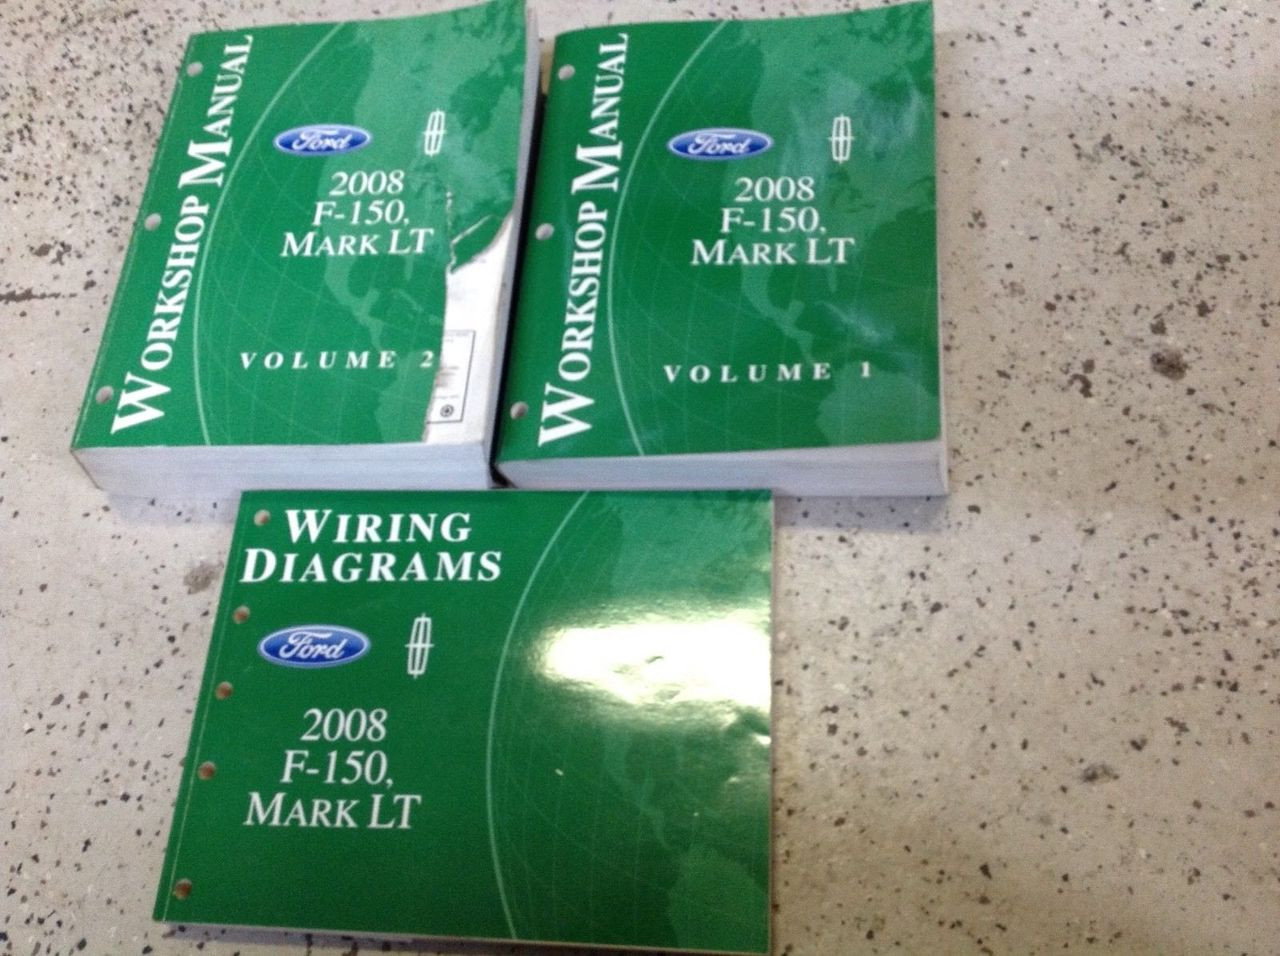 WORKSHOP MANUAL
Ford
2008
F-150,
MARK LT
VOLUME 2
WORKSHOP MANUAL
Ford
2008
F-150,
MARK LT
VOLUME 1
WIRING
DIAGRAMS
Ford
2008
F-150,
MARK LT